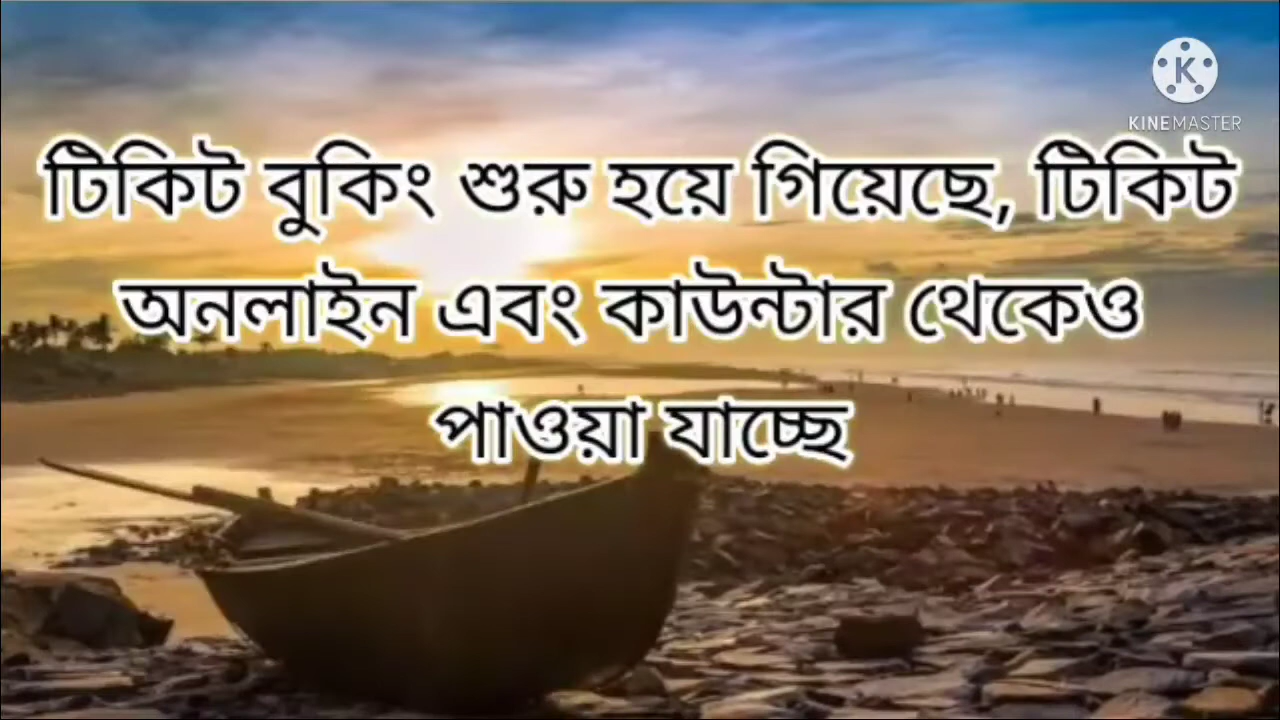 KINEMASTER
টিকিট বুকিং শুরু হয়ে গিয়েছে, টিকিট
অনলাইন এবং কাউন্টার থেকেও
পাওয়া যাচ্ছে